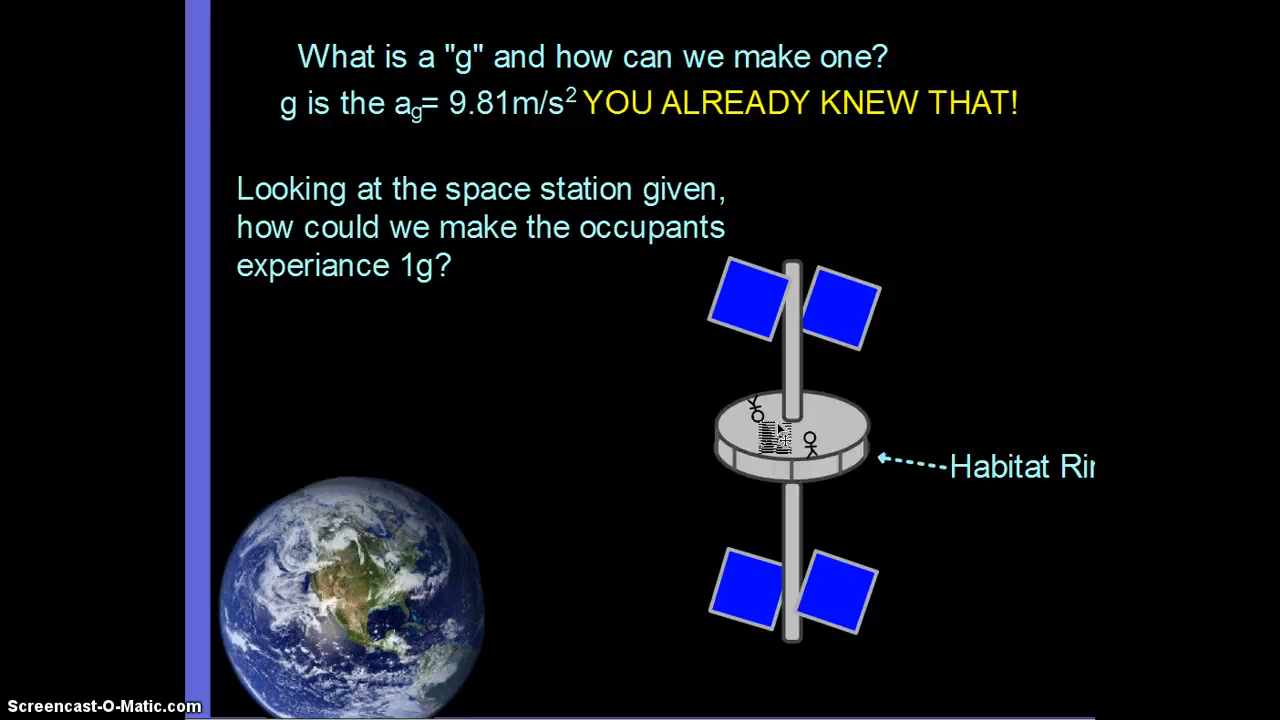 What is a "g" and how can we make one?
g is the ag= 9.81m/s² YOU ALREADY KNEW THAT!
Looking at the space station given,
how could we make the occupants
experiance 1g?
Habitat Rin
Screencast-O-Matic.com